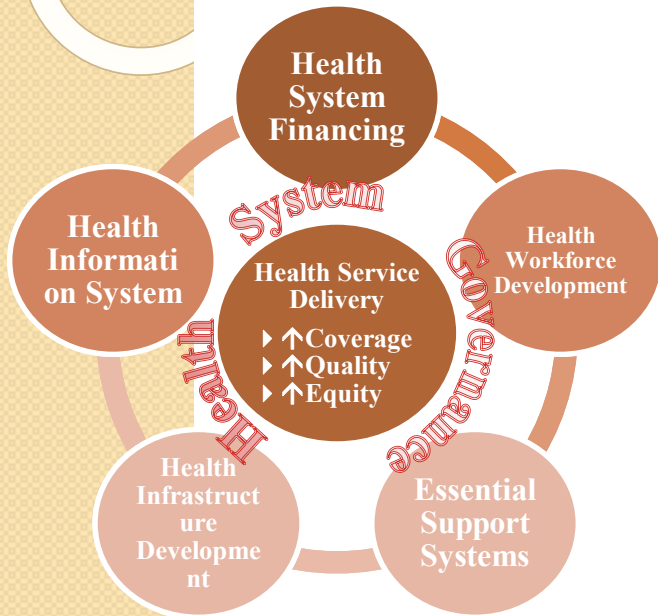 Health
System
Financing
Health
Workforce
Development
Essential
Support
Systems
Health
Infrastruct
ure
Developme
nt
Health
Informati
on System
Health System Governance
Health Service
Delivery
↑Coverage
↑Quality
↑Equity